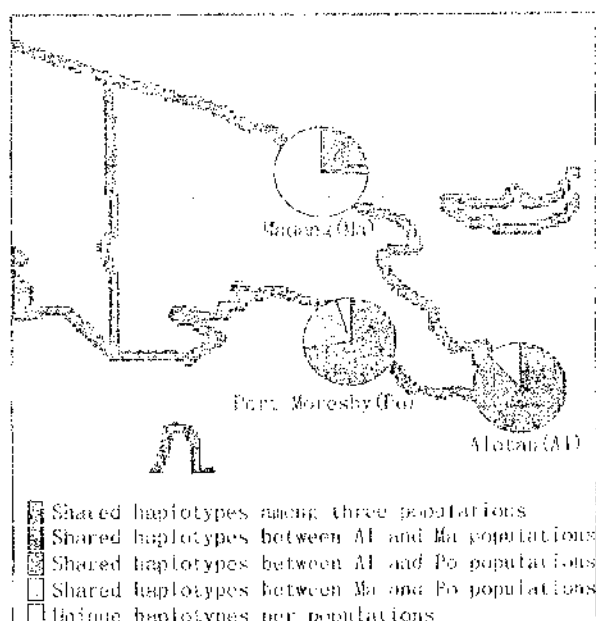 Madang(Ma)
Port Moresby(Po)
Alotau(Al)
Shared haplotypes among three populations
Shared haplotypes between Al and Ma populations
Shared haplotypes between Al and Po populations
Shared haplotypes between Ma and Po populations
Unique haplotypes per populations